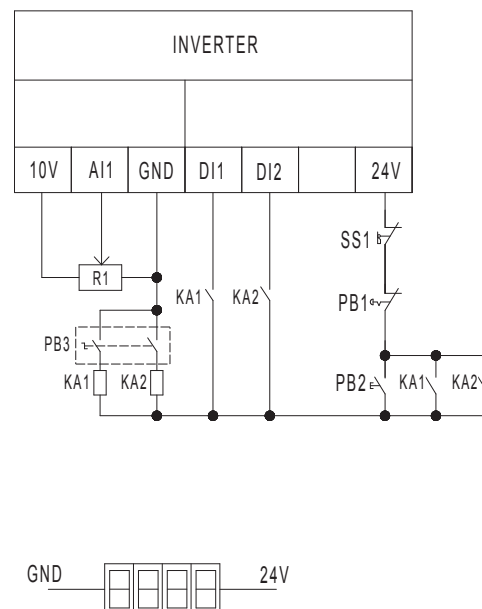 INVERTER
10V AI1 GND DI1 DI2 24V
SS1
R1
KA1 KA2 PB1
PB3
KA1 KA2 PB2 KA1 KA2
GND 24V